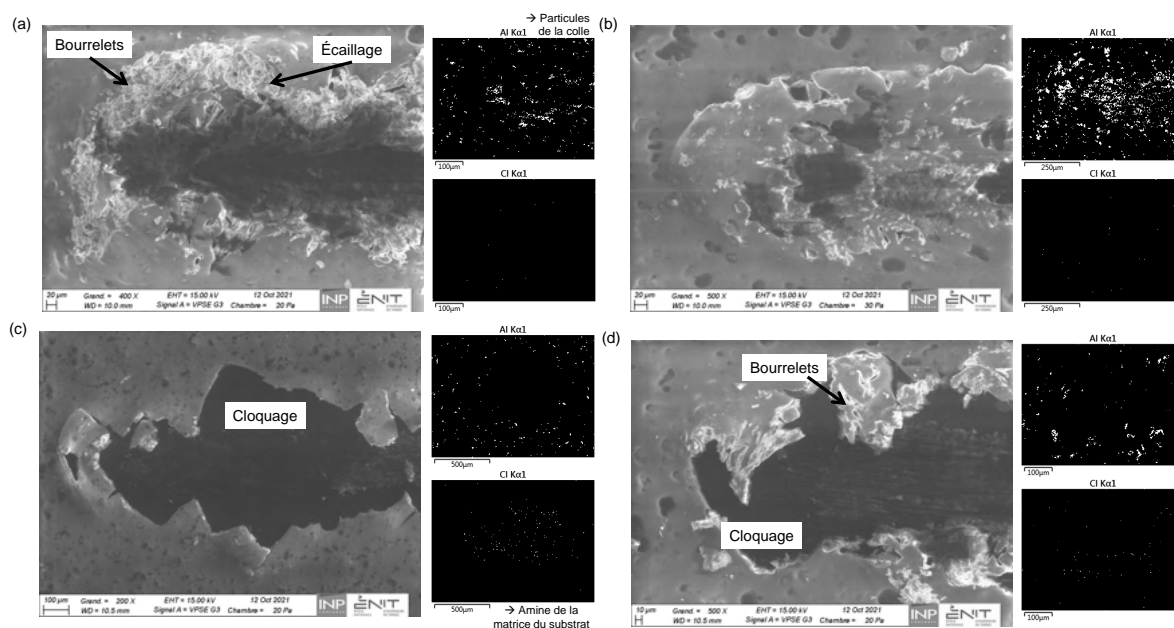 (a)
→ Particules
de la colle
Bourrelets
Écaillage
Al Kα1
100µm
Cl Kα1
100µm
20 µm
Grand. = 400 X
EHT = 15.00 kV
12 Oct 2021
WD = 10.0 mm
Signal A = VPSE G3
Chambre = 20 Pa
INP
ENIT
(b)
Al Kα1
250µm
Cl Kα1
250µm
20 µm
Grand. = 500 X
EHT = 15.00 kV
12 Oct 2021
WD = 10.0 mm
Signal A = VPSE G3
Chambre = 30 Pa
INP
ENIT
(c)
Cloquage
Al Kα1
500µm
Cl Kα1
500µm
→ Amine de la
matrice du substrat
100 µm
Grand. = 200 X
EHT = 15.00 kV
12 Oct 2021
WD = 10.5 mm
Signal A = VPSE G3
Chambre = 20 Pa
INP
ENIT
(d)
Bourrelets
Cloquage
Al Kα1
100µm
Cl Kα1
100µm
10 µm
Grand. = 500 X
EHT = 15.00 kV
12 Oct 2021
WD = 10.5 mm
Signal A = VPSE G3
Chambre = 20 Pa
INP
ENIT